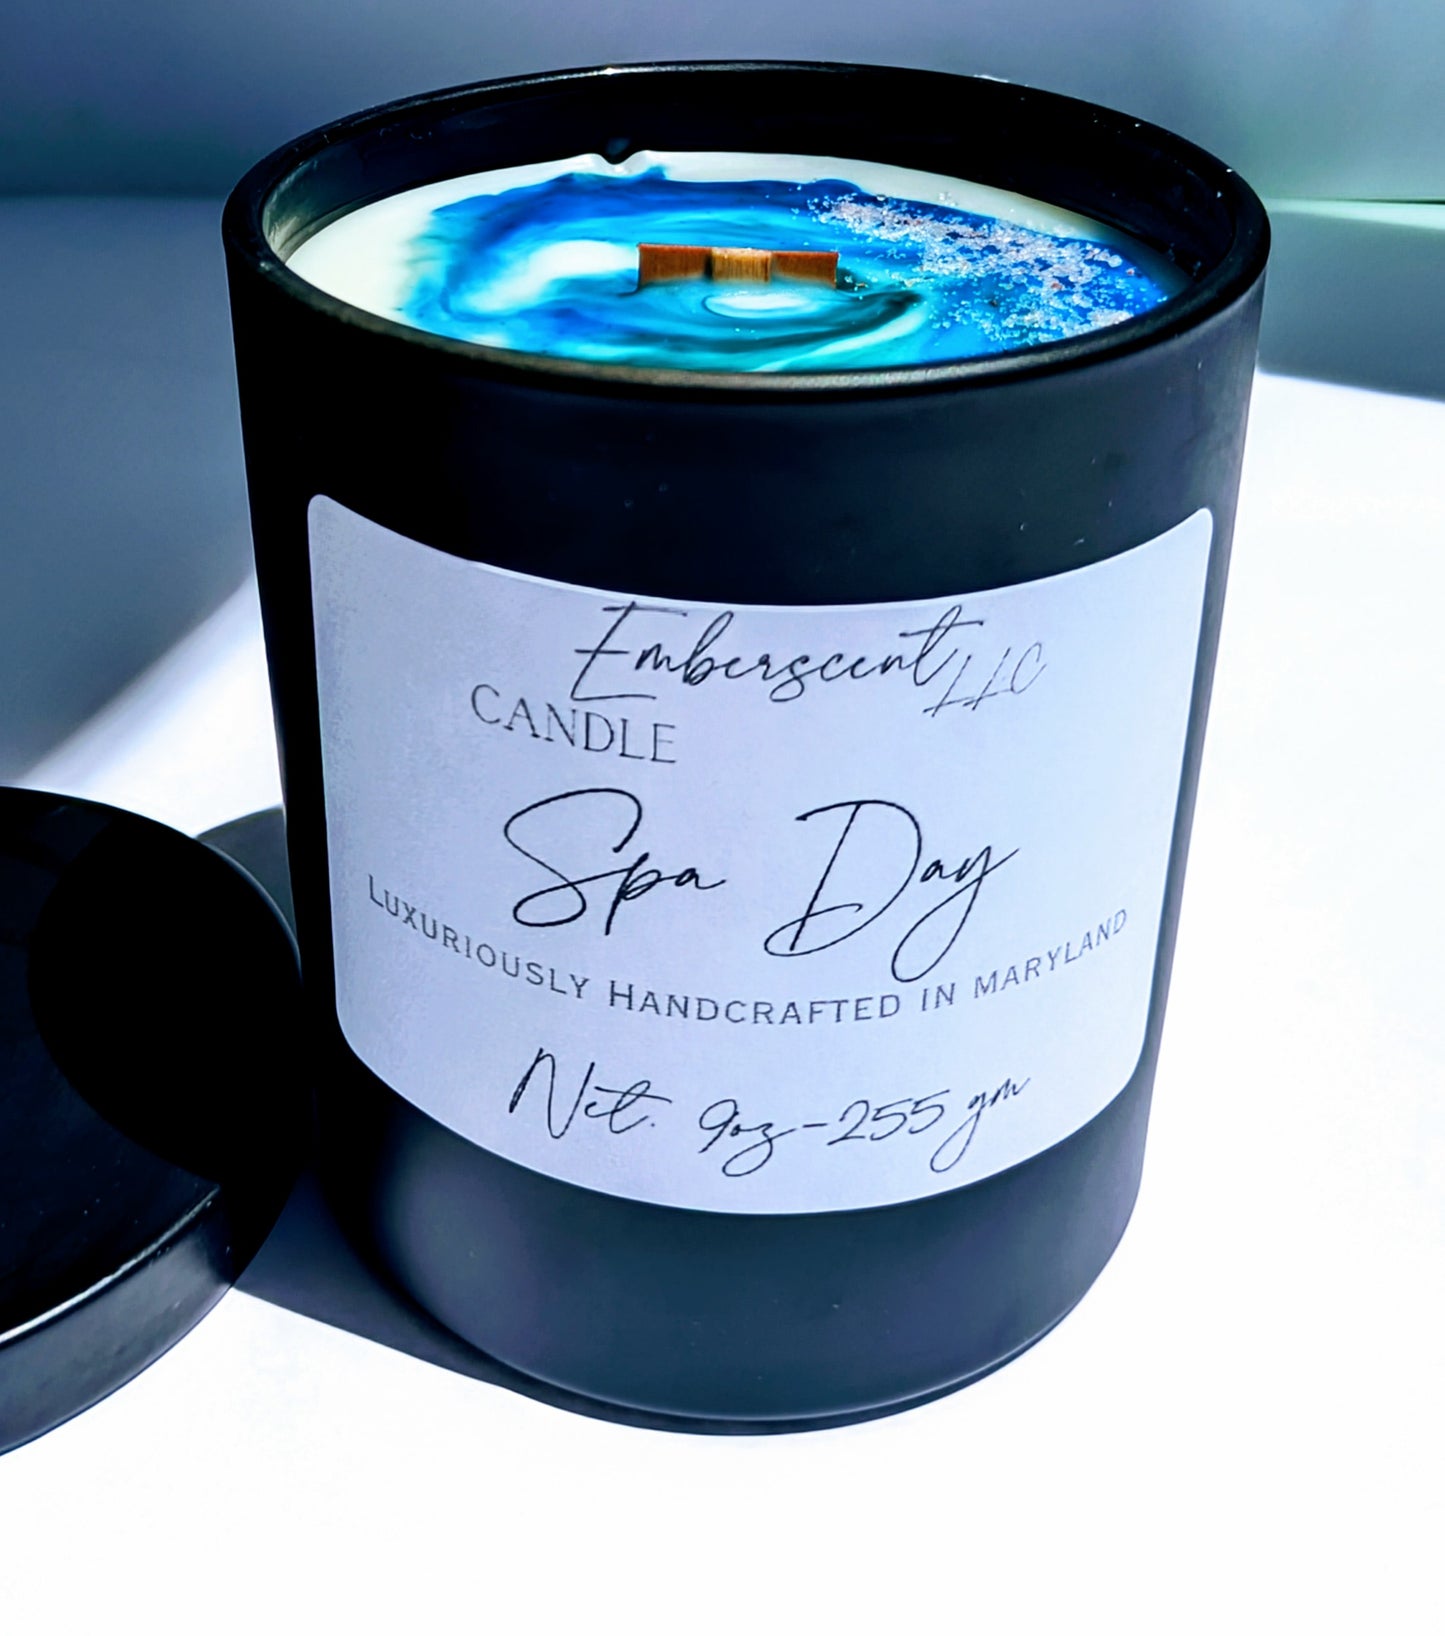 Emberscent LLC
CANDLE
Spa Day
LUXURIOUSLY HANDCRAFTED IN MARYLAND
Net. 9oz-255 gm